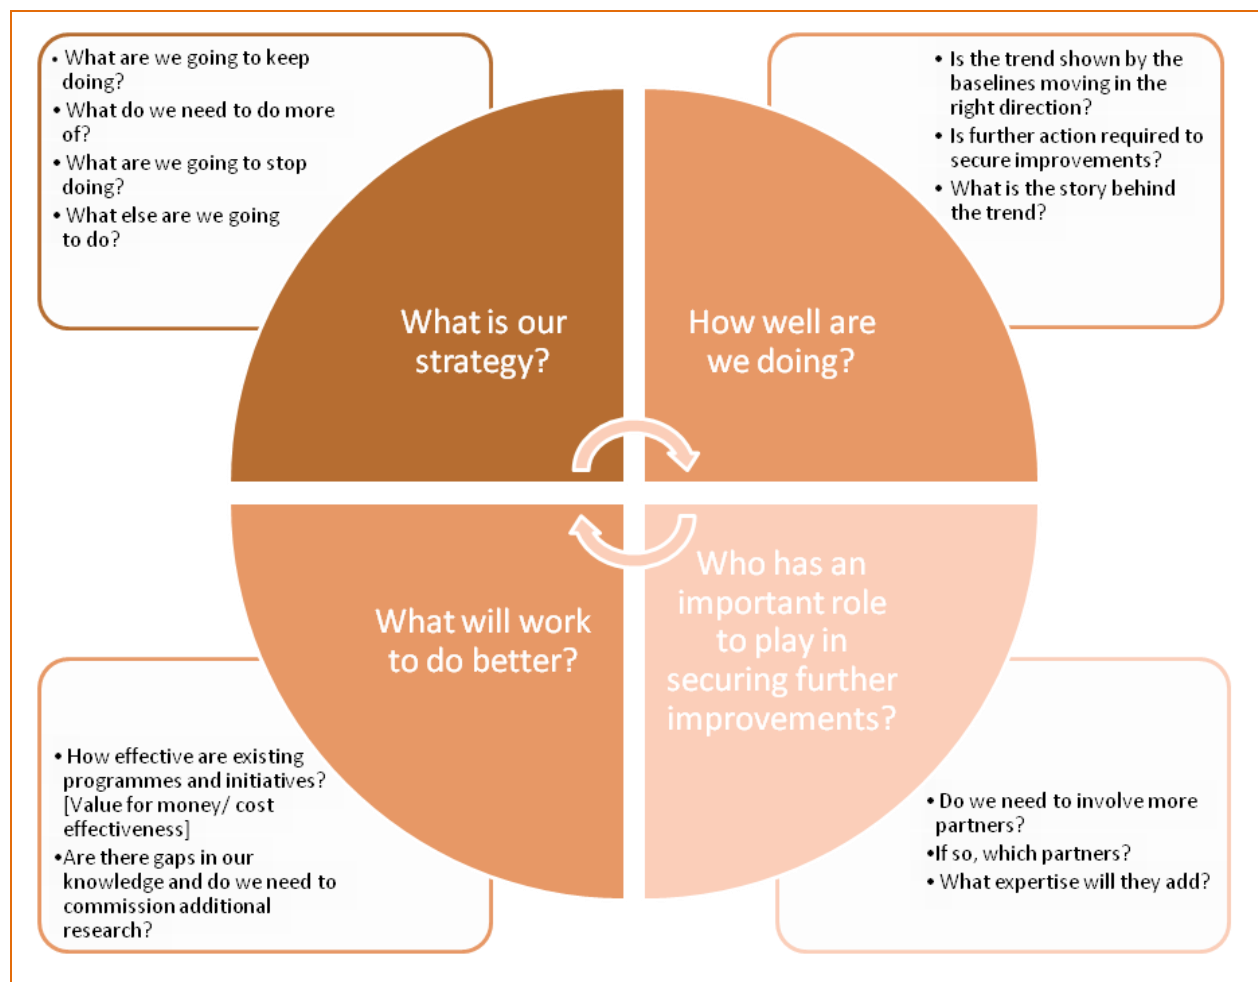 • What are we going to keep
doing?
• What do we need to do more
of?
• What are we going to stop
doing?
• What else are we going
to do?
• Is the trend shown by the
baselines moving in the
right direction?
• Is further action required to
secure improvements?
• What is the story behind
the trend?
What is our
strategy?
How well are
we doing?
What will work
to do better?
Who has an
important role
to play in
securing further
improvements?
• How effective are existing
programmes and initiatives?
[Value for money/ cost
effectiveness]
•Are there gaps in our
knowledge and do we need to
commission additional
research?
• Do we need to involve more
partners?
•If so, which partners?
• What expertise will they add?